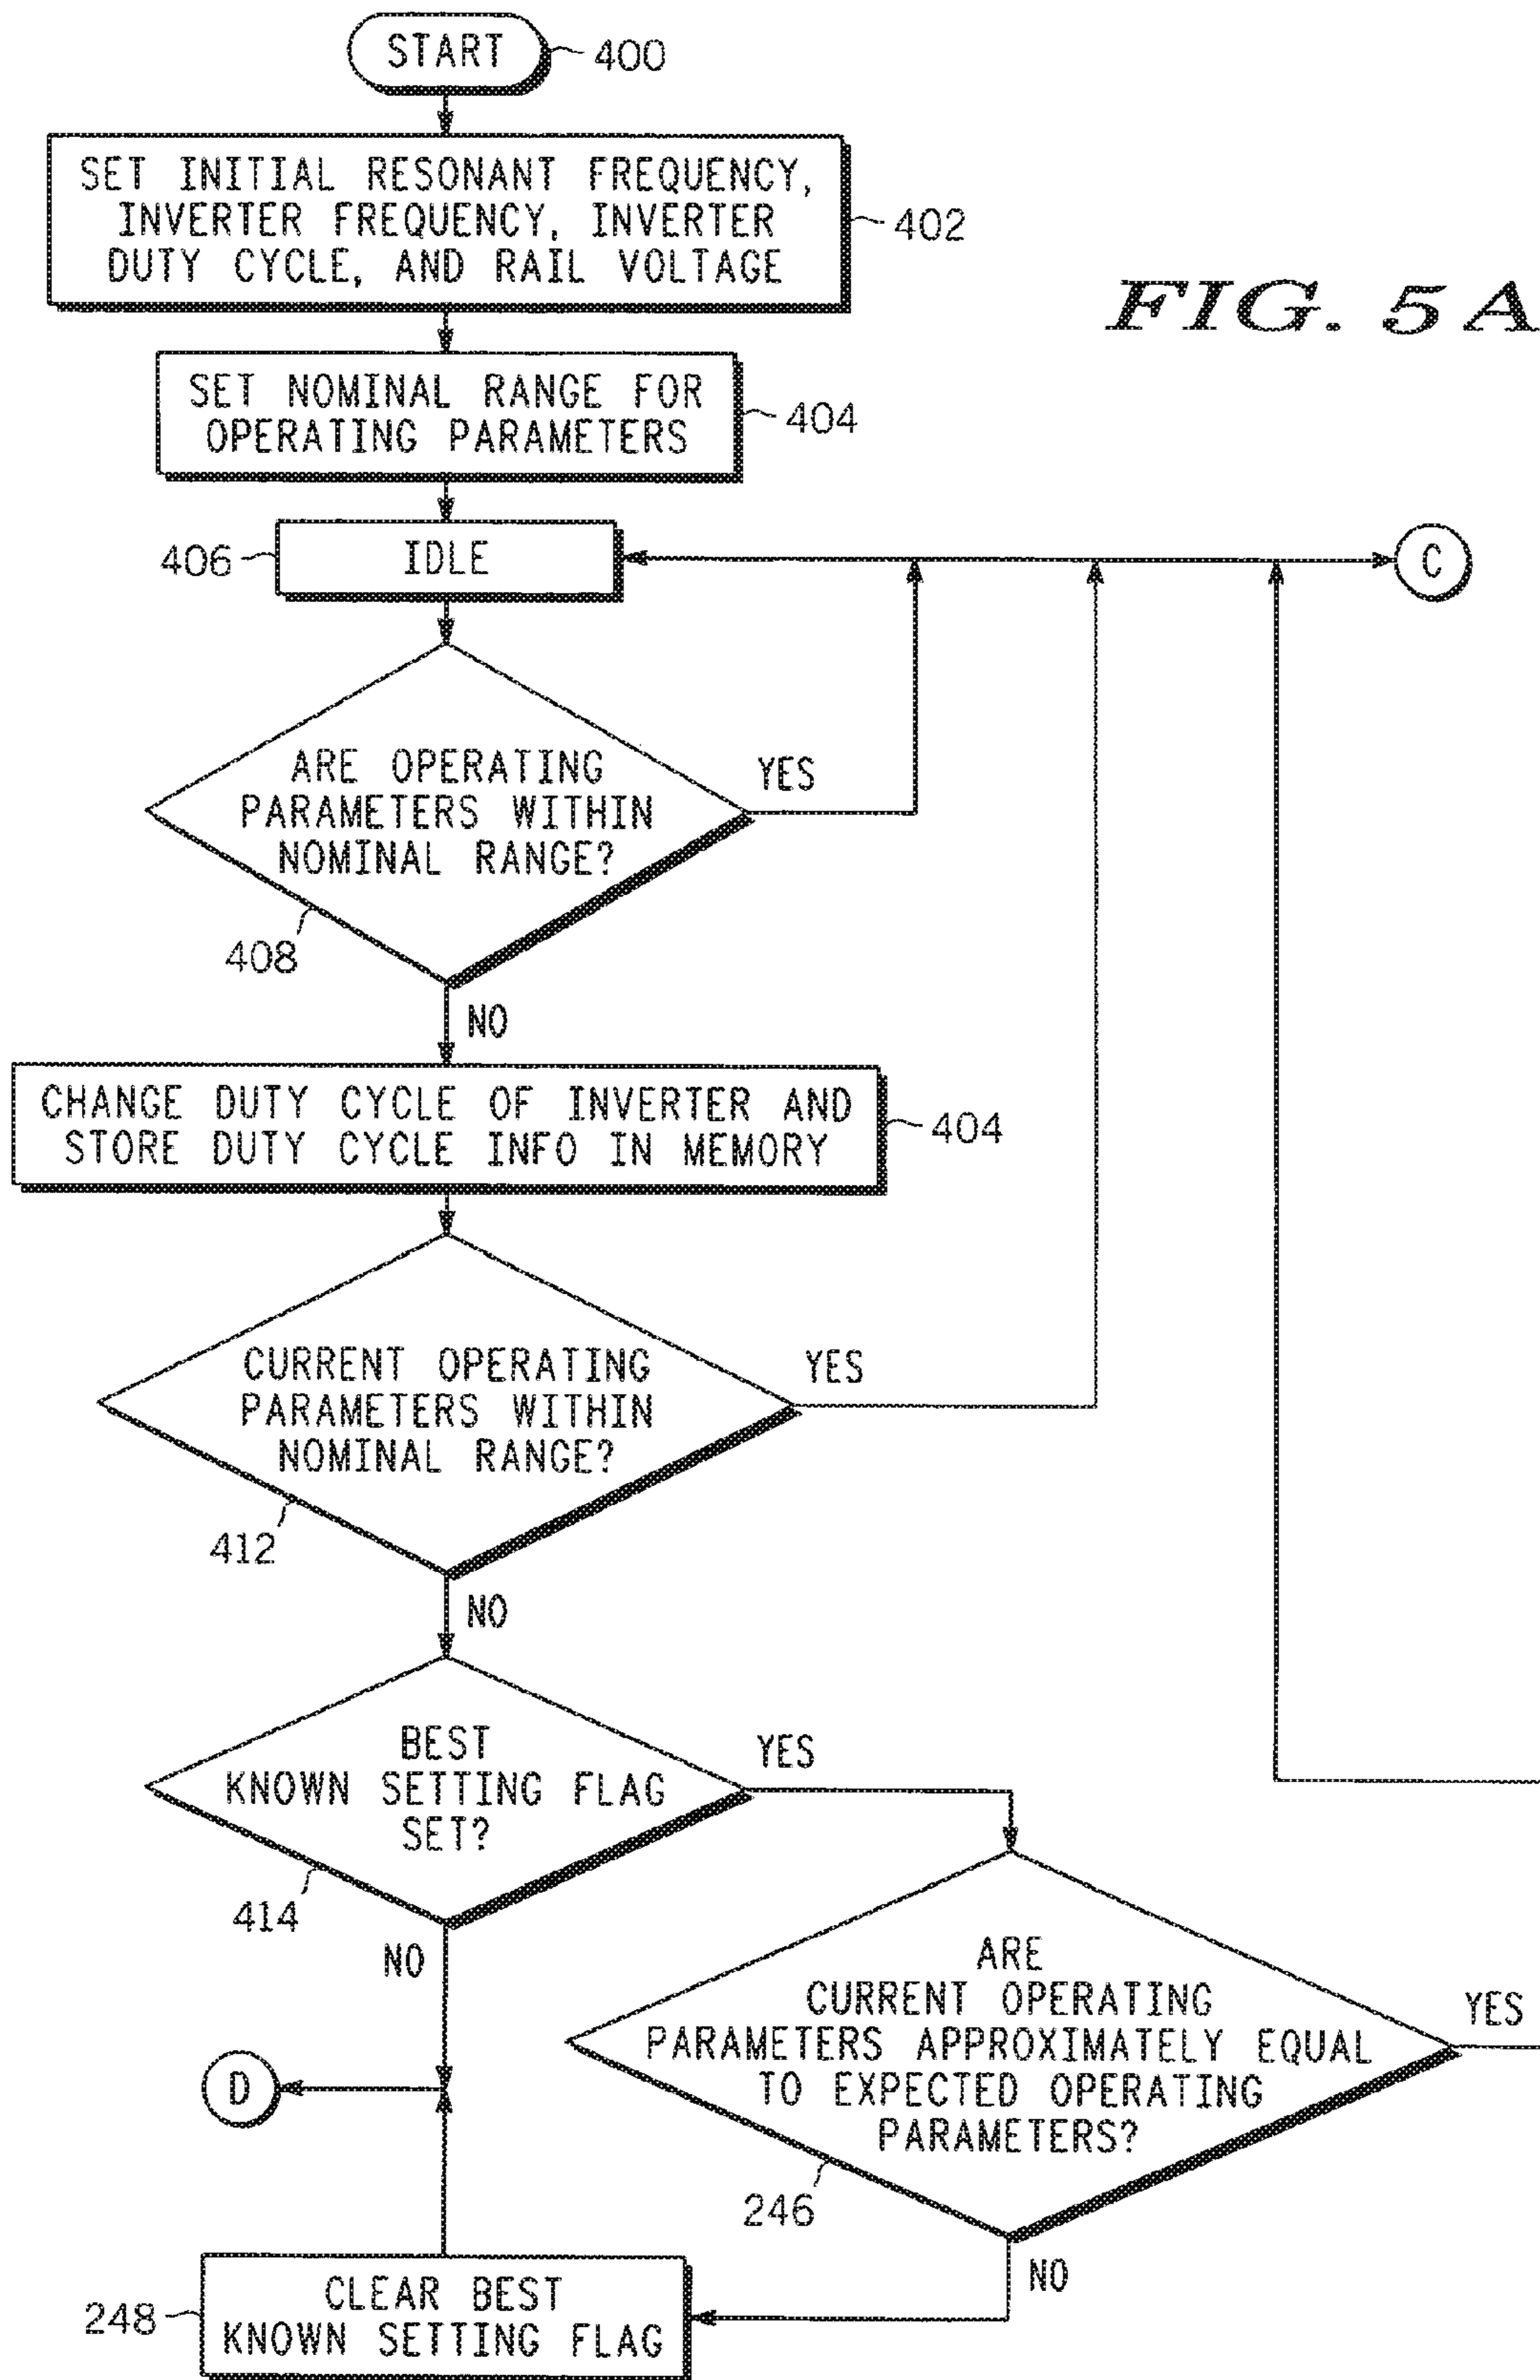 START
400
SET INITIAL RESONANT FREQUENCY,
INVERTER FREQUENCY, INVERTER
DUTY CYCLE, AND RAIL VOLTAGE
402
FIG. 5A
SET NOMINAL RANGE FOR
OPERATING PARAMETERS
404
406
IDLE
C
ARE OPERATING
PARAMETERS WITHIN
NOMINAL RANGE?
YES
408
NO
CHANGE DUTY CYCLE OF INVERTER AND
STORE DUTY CYCLE INFO IN MEMORY
404
CURRENT OPERATING
PARAMETERS WITHIN
NOMINAL RANGE?
YES
412
NO
BEST
KNOWN SETTING FLAG
SET?
YES
414
NO
ARE
CURRENT OPERATING
PARAMETERS APPROXIMATELY EQUAL
TO EXPECTED OPERATING
PARAMETERS?
YES
D
246
NO
248
CLEAR BEST
KNOWN SETTING FLAG